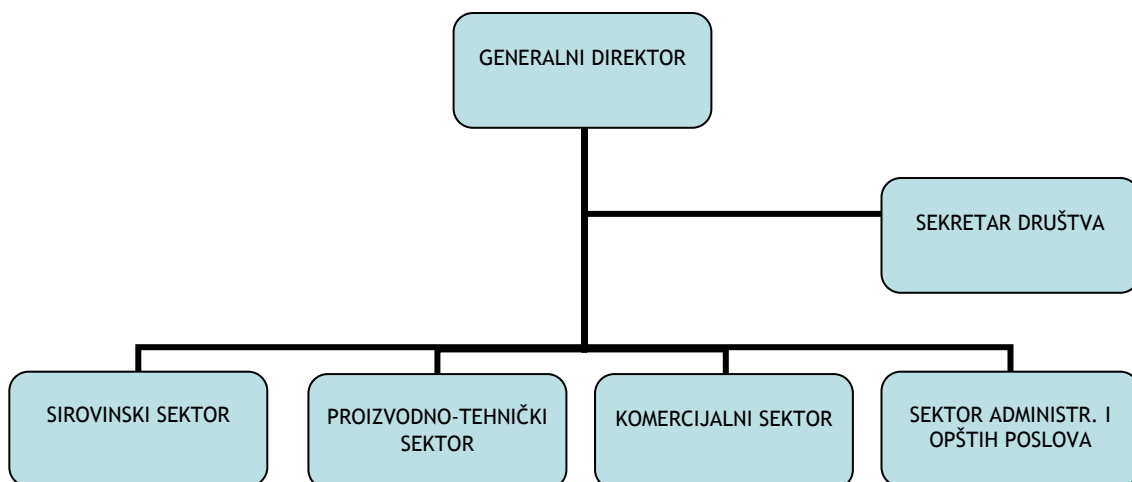 GENERALNI DIREKTOR
SEKRETAR DRUŠTVA
SIROVINSKI SEKTOR
PROIZVODNO-TEHNIČKI
SEKTOR
KOMERCIJALNI SEKTOR
SEKTOR ADMINISTR. I
OPŠTIH POSLOVA